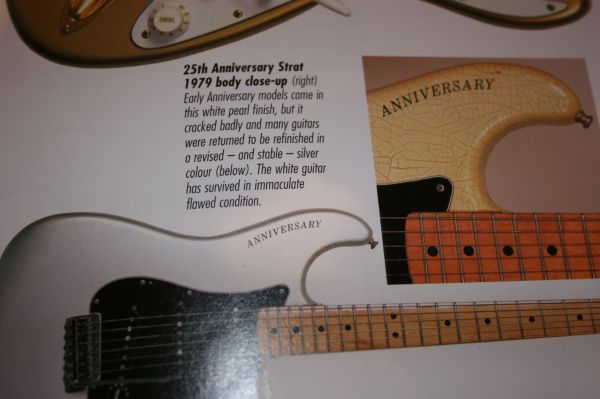 TONE
25th Anniversary Strat
1979 body close-up (right)
Early Anniversary models came in
this white pearl finish, but it
cracked badly and many guitars
were returned to be refinished in
a revised – and stable – silver
colour (below). The white guitar
has survived in immaculate
flawed condition.
ANNIVERSARY
ANNIVERSARY